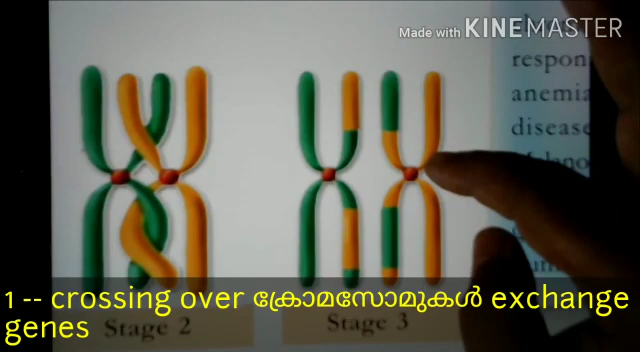 Made with KINEMASTER
respon
anemia
disease
1 -- crossing over ക്രോമസോമുകൾ exchange
genes
Stage 2
Stage 3